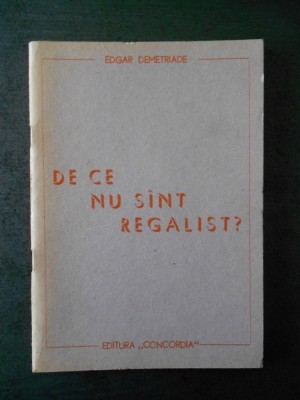 EDGAR DEMETRIADE
DE CE
NU SÎNT
REGALIST?
EDITURA „CONCORDIA“